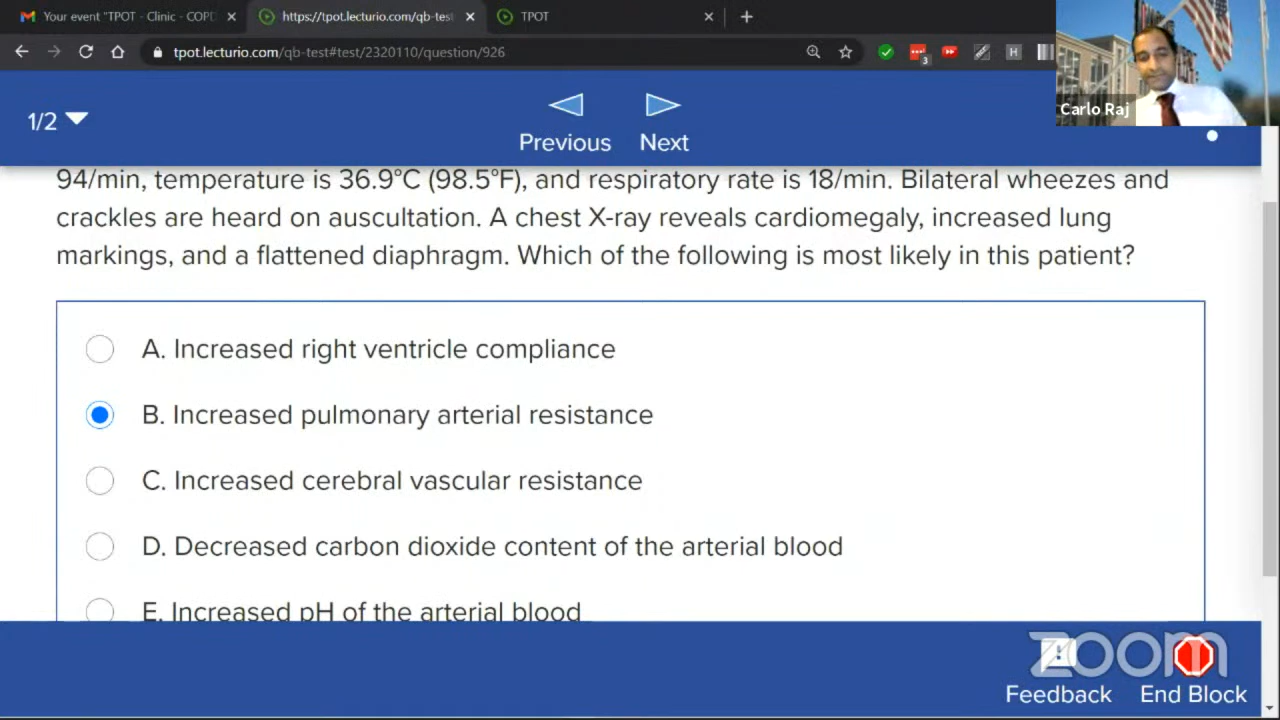 Your event "TPOT - Clinic - COPD
https://tpot.lecturio.com/qb-test
TPOT
tpot.lecturio.com/qb-test#test/2320110/question/926
3
H
Carlo Raj
1/2
Previous
Next
94/min, temperature is 36.9°C (98.5°F), and respiratory rate is 18/min. Bilateral wheezes and
crackles are heard on auscultation. A chest X-ray reveals cardiomegaly, increased lung
markings, and a flattened diaphragm. Which of the following is most likely in this patient?
A. Increased right ventricle compliance
B. Increased pulmonary arterial resistance
C. Increased cerebral vascular resistance
D. Decreased carbon dioxide content of the arterial blood
E. Increased pH of the arterial blood
zoom
Feedback
End Block